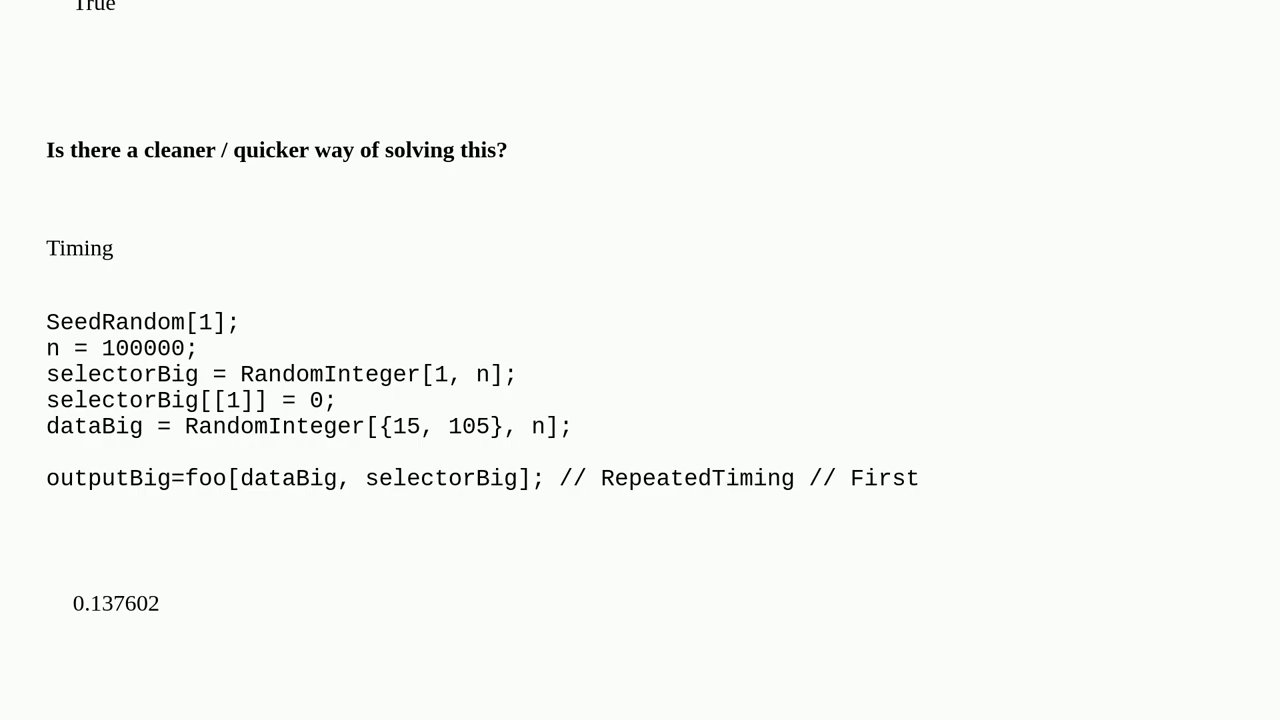 True
Is there a cleaner / quicker way of solving this?
Timing
SeedRandom[1];
n = 100000;
selectorBig = RandomInteger[1, n];
selectorBig[[1]] = 0;
dataBig = RandomInteger[{15, 105}, n];
outputBig=foo[dataBig, selectorBig]; // RepeatedTiming // First
0.137602